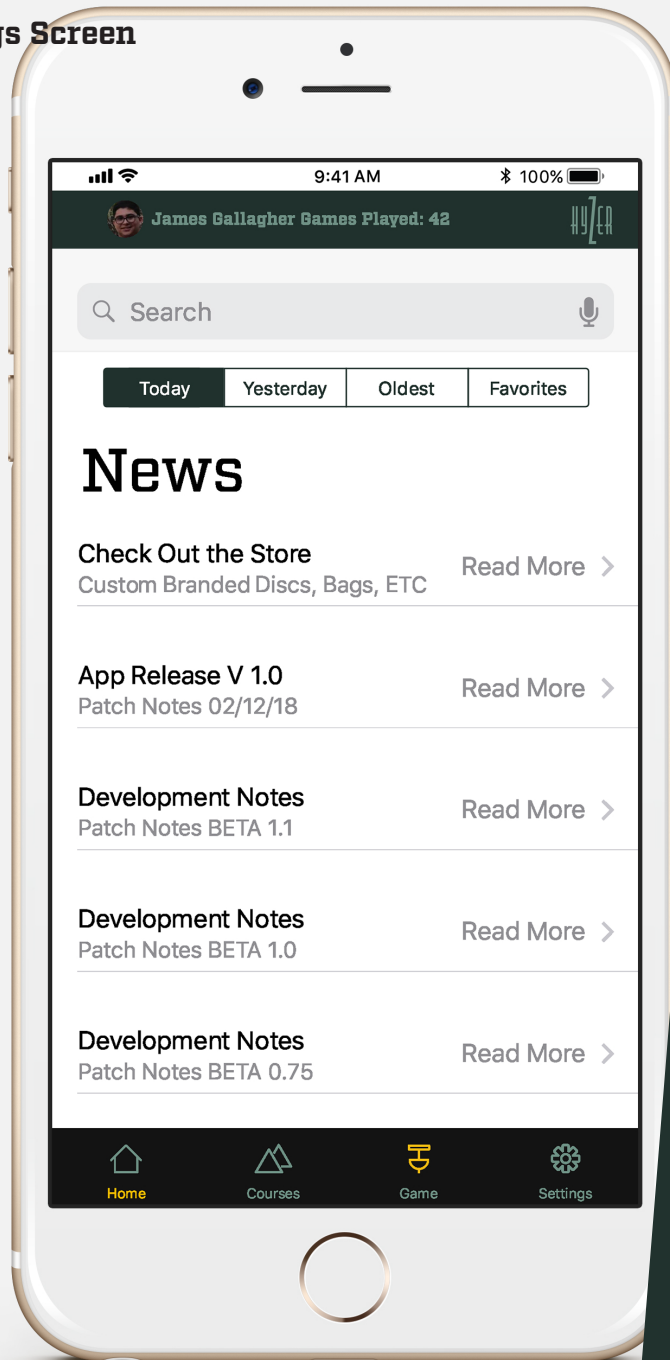 gs Screen
9:41 AM
100%
James Gallagher Games Played: 42
HYZER
Search
Today
Yesterday
Oldest
Favorites
News
Check Out the Store
Read More
Custom Branded Discs, Bags, ETC
App Release V 1.0
Read More
Patch Notes 02/12/18
Development Notes
Read More
Patch Notes BETA 1.1
Development Notes
Read More
Patch Notes BETA 1.0
Development Notes
Read More
Patch Notes BETA 0.75
Home
Courses
Game
Settings